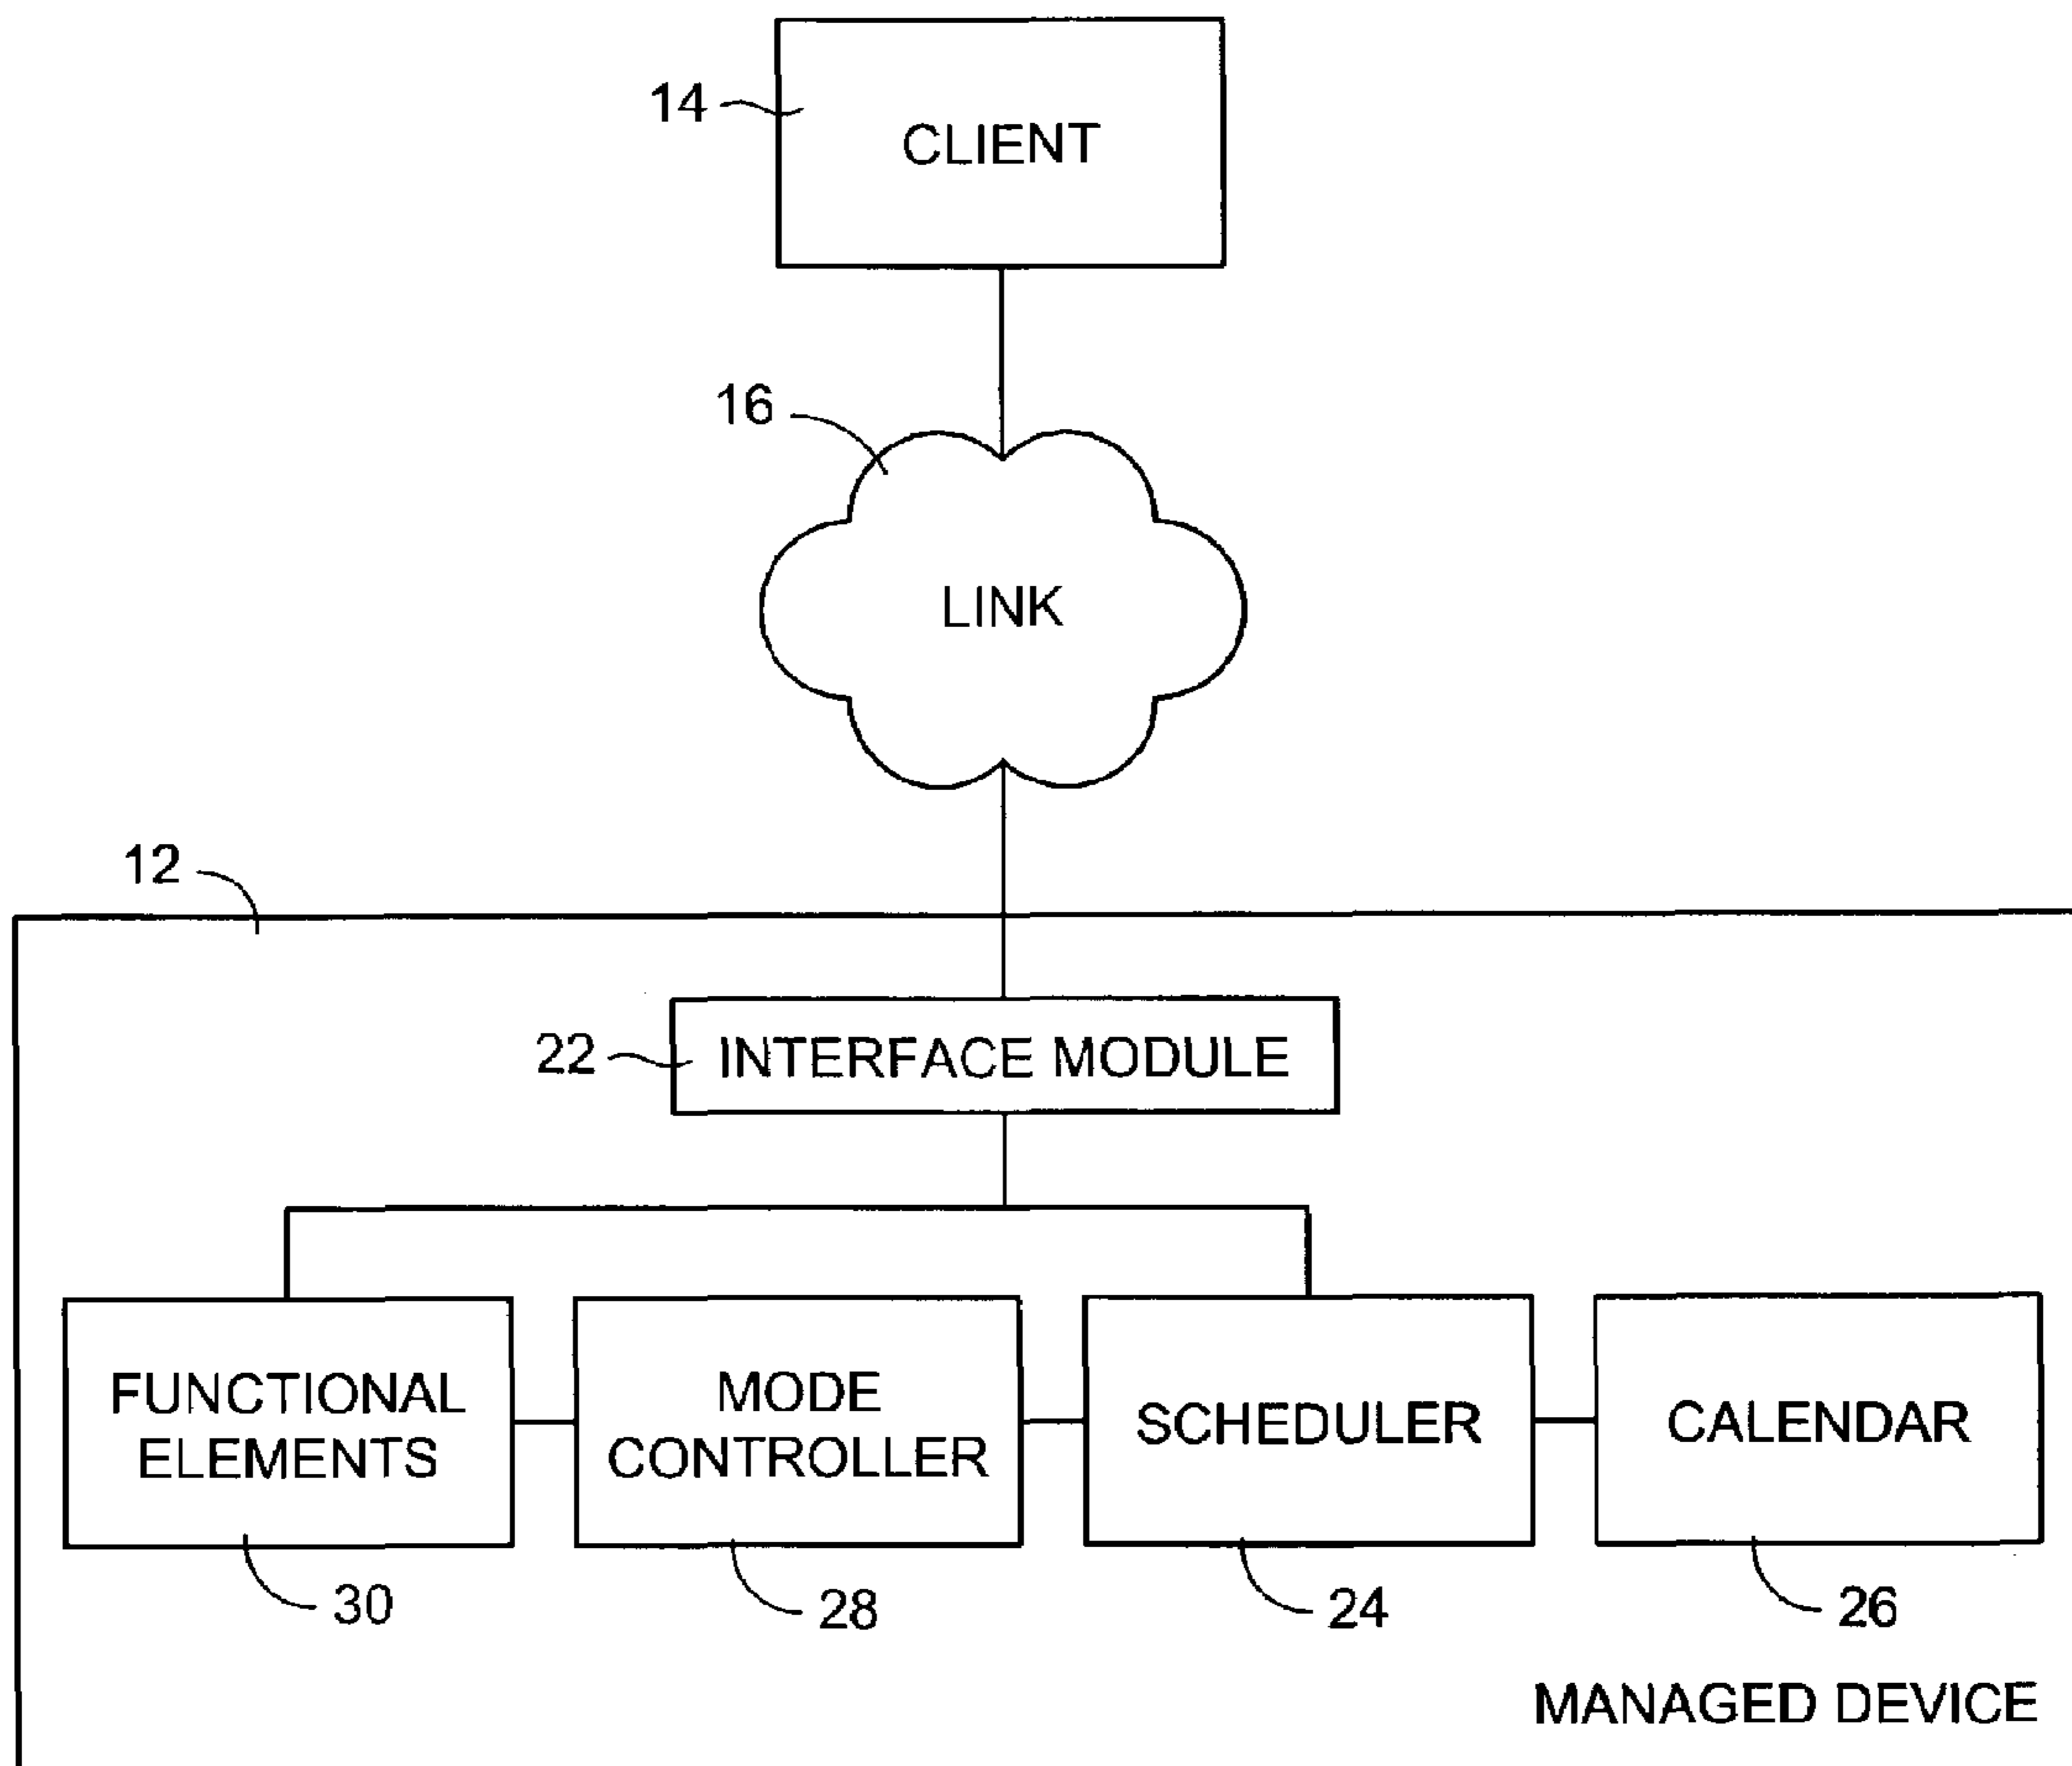 14
CLIENT
16
LINK
12
22
INTERFACE MODULE
FUNCTIONAL
ELEMENTS
MODE
CONTROLLER
SCHEDULER
CALENDAR
30
28
24
26
MANAGED DEVICE